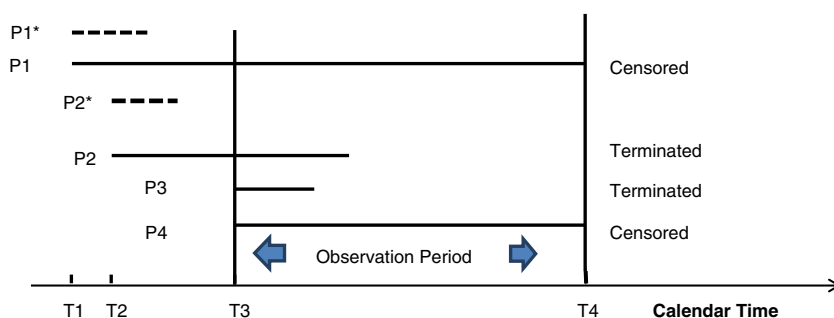 P1*
P1 Censored
P2*
P2 Terminated
P3 Terminated
P4 Censored
Observation Period
T1 T2 T3 T4 Calendar Time